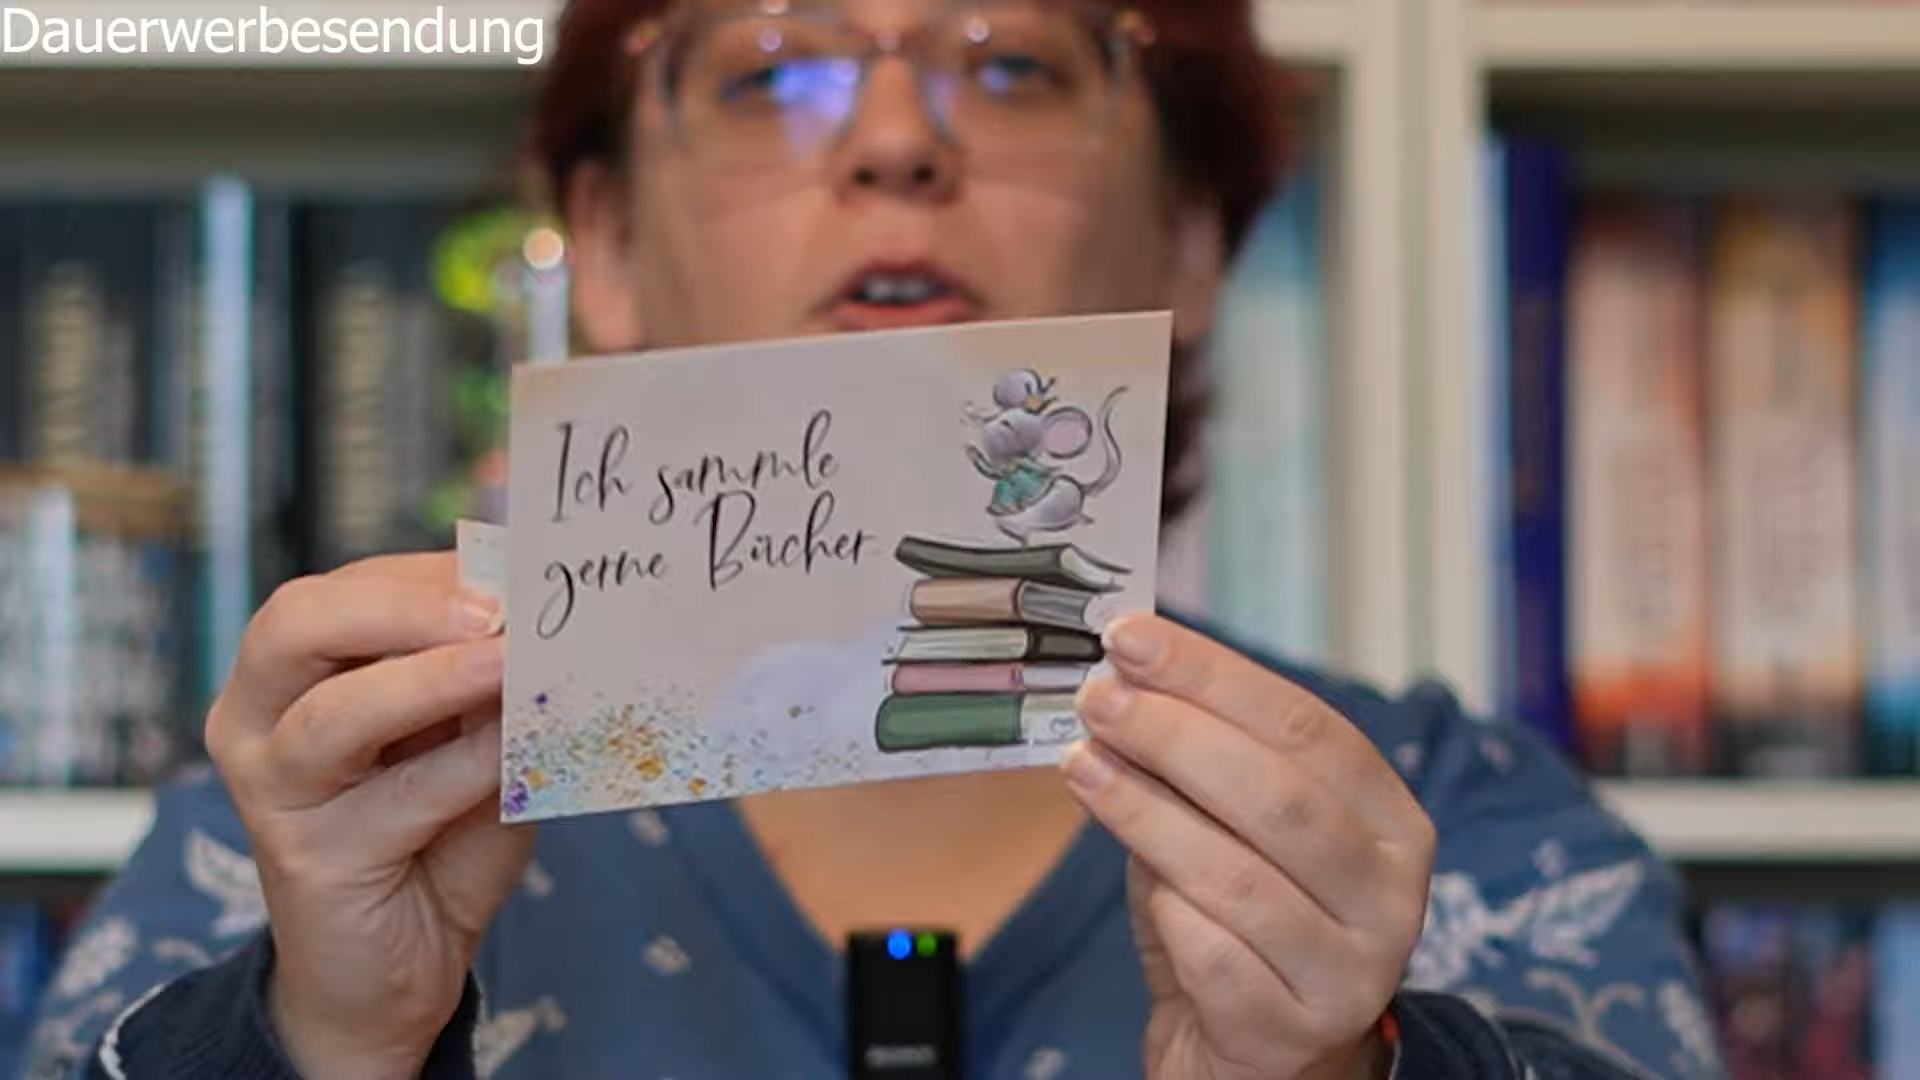 Dauerwerbesendung
Ich sammle
gerne Bücher